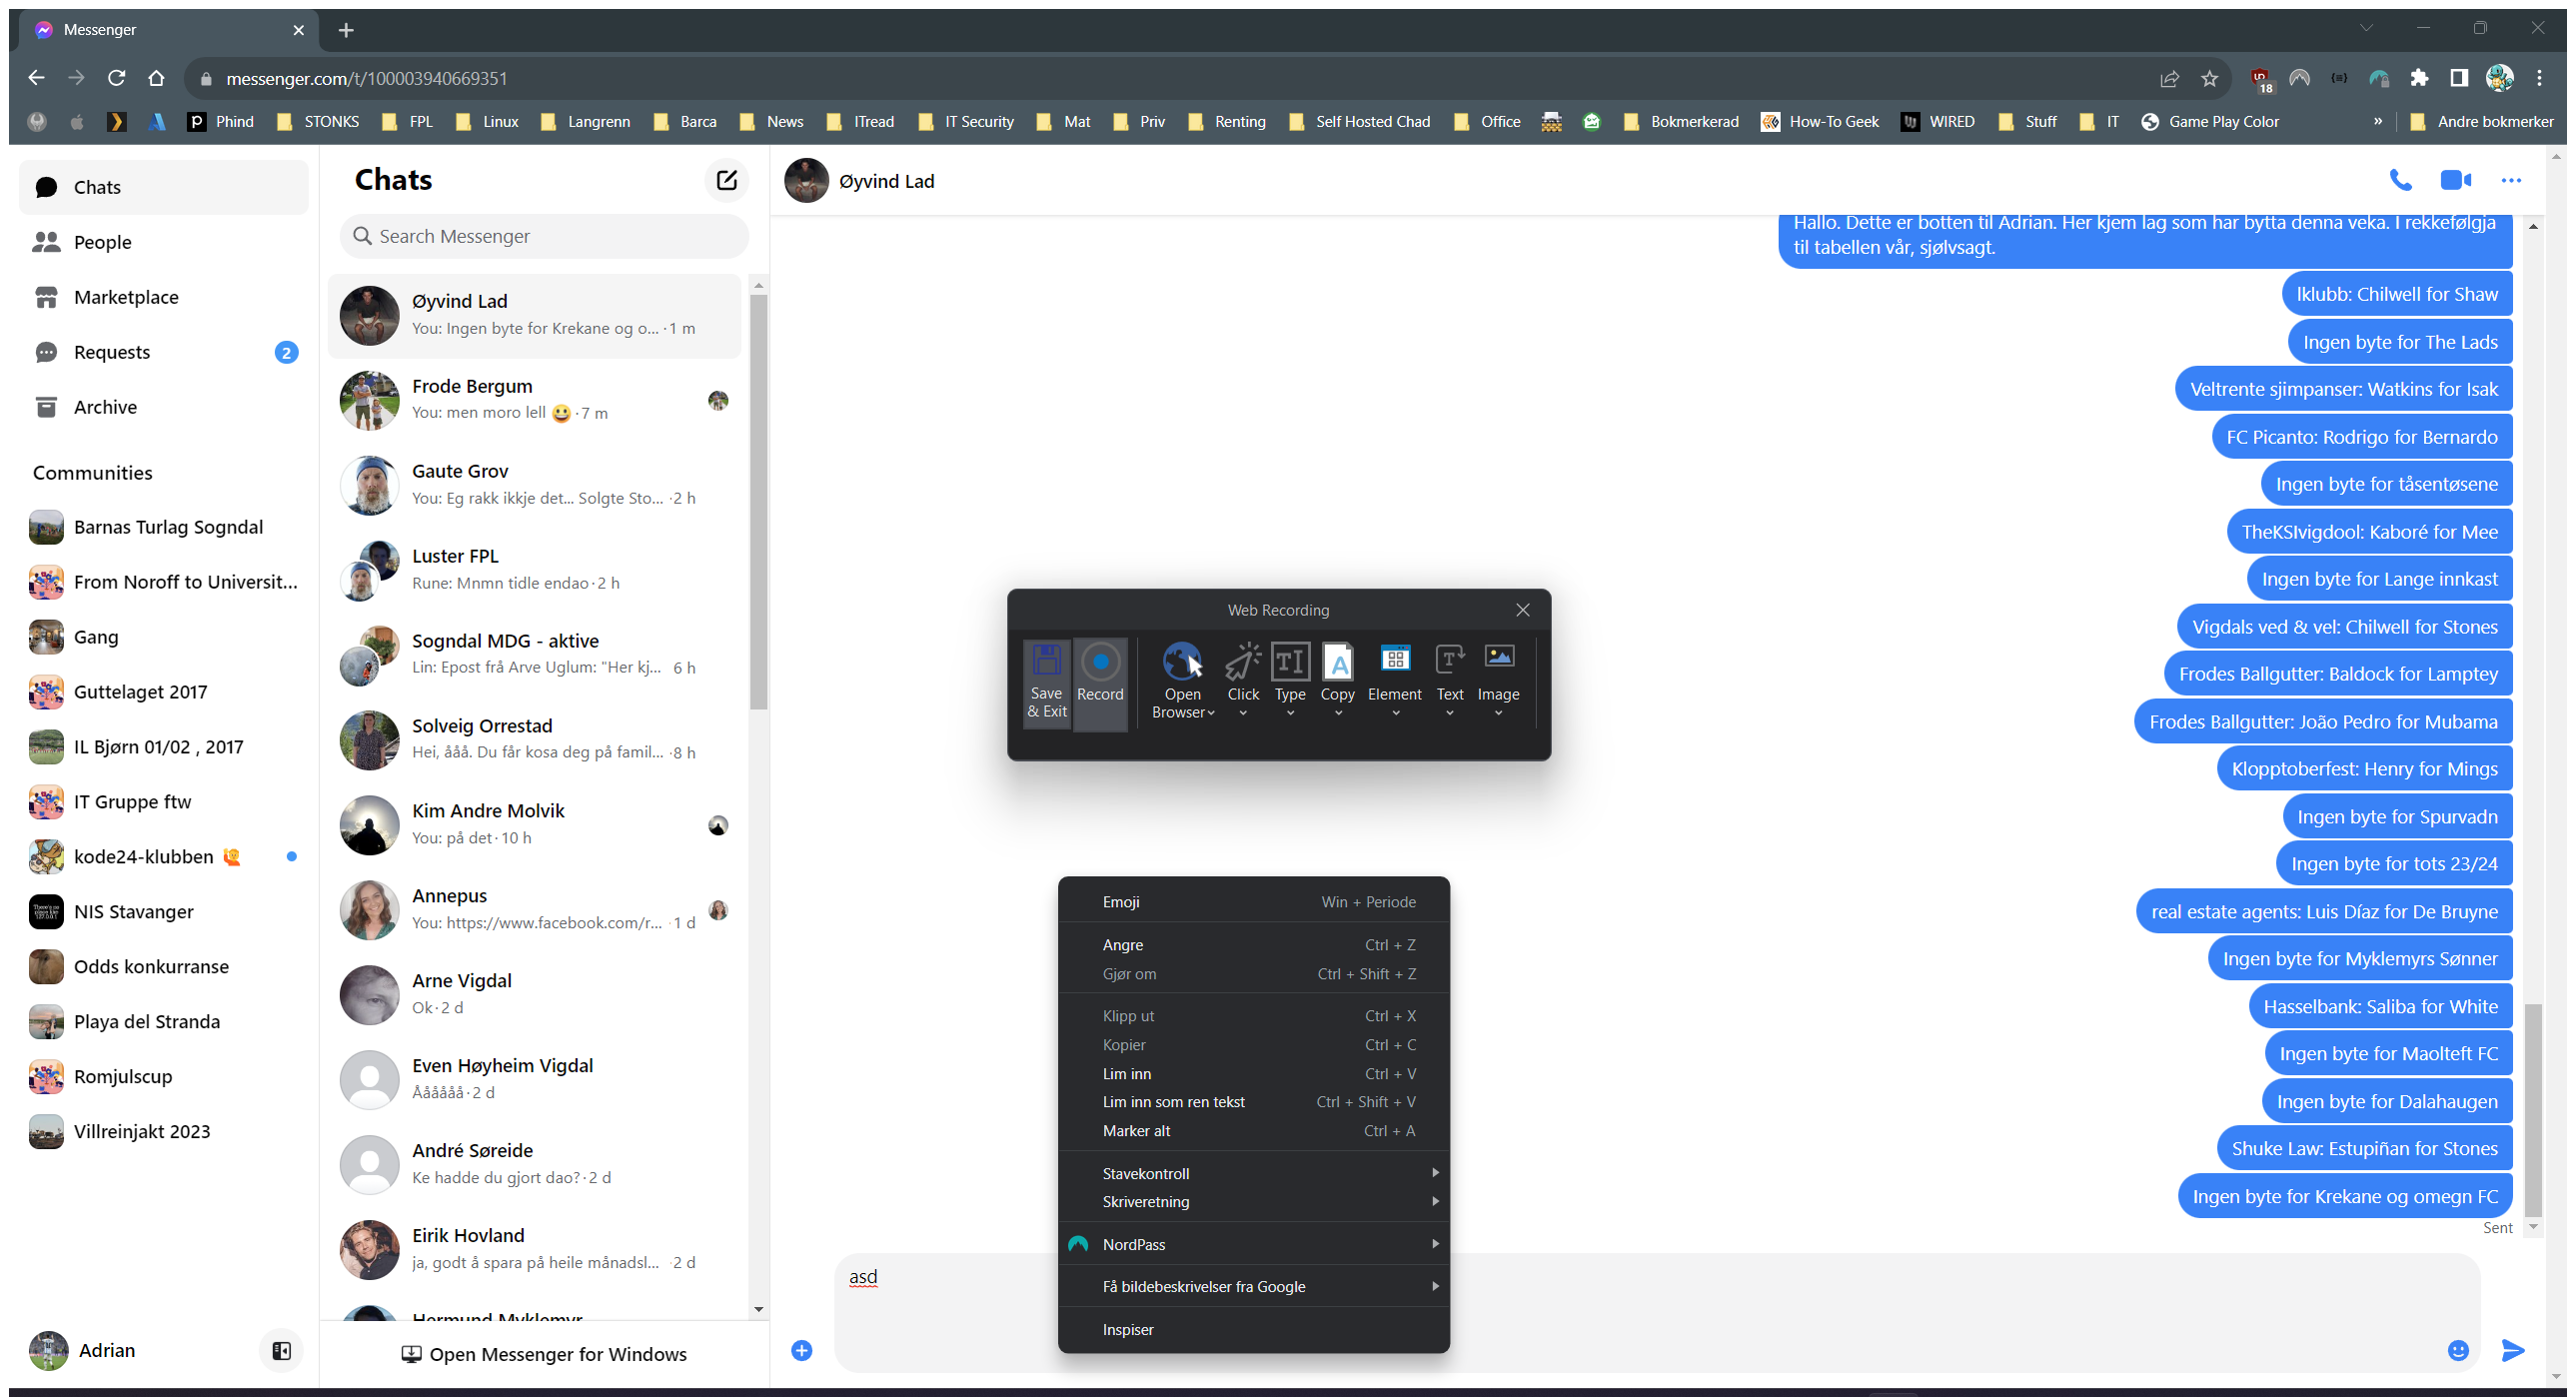 Messenger
messenger.com/t/100003940669351
18
Phind
STONKS
FPL
Linux
Langrenn
Barca
News
ITread
IT Security
Mat
Priv
Renting
Self Hosted Chad
Office
Bokmerkerad
How-To Geek
WIRED
Stuff
IT
Game Play Color
»
Andre bokmerker
Chats
People
Marketplace
Requests
2
Archive
Communities
Barnas Turlag Sogndal
From Noroff to Universit...
Gang
Guttelaget 2017
IL Bjørn 01/02 , 2017
IT Gruppe ftw
kode24-klubben 🙋
NIS Stavanger
Odds konkurranse
Playa del Stranda
Romjulscup
Villreinjakt 2023
Adrian
Chats
Search Messenger
Øyvind Lad
You: Ingen byte for Krekane og o... · 1 m
Frode Bergum
You: men moro lell 😀 · 7 m
Gaute Grov
You: Eg rakk ikkje det... Solgte Sto... · 2 h
Luster FPL
Rune: Mnmn tidle endao · 2 h
Sogndal MDG - aktive
Lin: Epost frå Arve Uglum: "Her kj... 6 h
Solveig Orrestad
Hei, ååå. Du får kosa deg på famil... · 8 h
Kim Andre Molvik
You: på det · 10 h
Annepus
You: https://www.facebook.com/r... · 1 d
Arne Vigdal
Ok · 2 d
Even Høyheim Vigdal
Åååååå · 2 d
André Søreide
Ke hadde du gjort dao? · 2 d
Eirik Hovland
ja, godt å spara på heile månadsl... · 2 d
Hermund Myklemyr
Open Messenger for Windows
Øyvind Lad
Hallo. Dette er botten til Adrian. Her kjem lag som har bytta denna veka. I rekkefølgja
til tabellen vår, sjølvsagt.
lklubb: Chilwell for Shaw
Ingen byte for The Lads
Veltrente sjimpanser: Watkins for Isak
FC Picanto: Rodrigo for Bernardo
Ingen byte for tåsentøsene
TheKSIvigdool: Kaboré for Mee
Ingen byte for Lange innkast
Vigdals ved & vel: Chilwell for Stones
Frodes Ballgutter: Baldock for Lamptey
Frodes Ballgutter: João Pedro for Mubama
Klopptoberfest: Henry for Mings
Ingen byte for Spurvadn
Ingen byte for tots 23/24
real estate agents: Luis Díaz for De Bruyne
Ingen byte for Myklemyrs Sønner
Hasselbank: Saliba for White
Ingen byte for Maolteft FC
Ingen byte for Dalahaugen
Shuke Law: Estupiñan for Stones
Ingen byte for Krekane og omegn FC
Sent
asd
Web Recording
Save
& Exit
Record
Open
Browser
Click
Type
Copy
Element
Text
Image
Emoji Win + Periode
Angre Ctrl + Z
Gjør om Ctrl + Shift + Z
Klipp ut Ctrl + X
Kopier Ctrl + C
Lim inn Ctrl + V
Lim inn som ren tekst Ctrl + Shift + V
Marker alt Ctrl + A
Stavekontroll
Skriveretning
NordPass
Få bildebeskrivelser fra Google
Inspiser